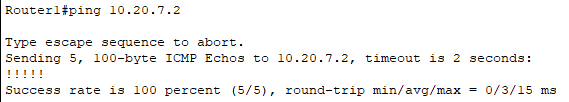 Router1#ping 10.20.7.2
Type escape sequence to abort.
Sending 5, 100-byte ICMP Echos to 10.20.7.2, timeout is 2 seconds:
!!!!!
Success rate is 100 percent (5/5), round-trip min/avg/max = 0/3/15 ms